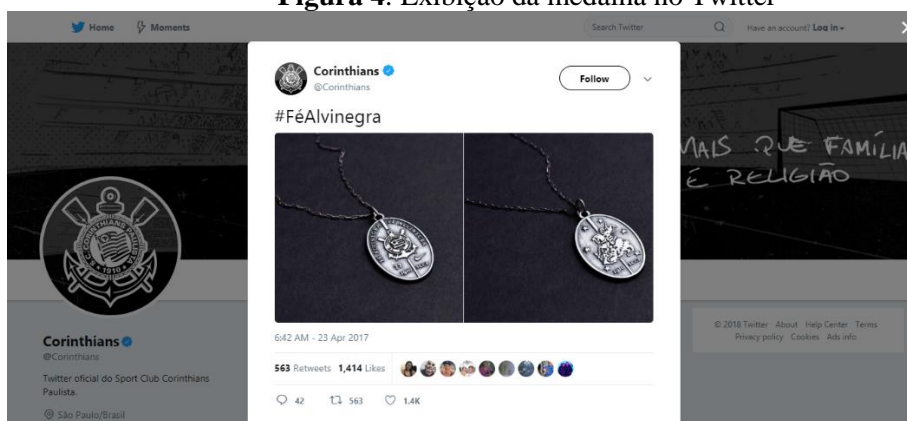 Figura 4. Exibição da medalha no Twitter
Home Moments Search Twitter Have an account? Log in
Corinthians
@Corinthians
Follow
#FéAlvinegra
MAIS QUE FAMÍLIA
É RELIGIÃO
6:42 AM - 23 Apr 2017
563 Retweets 1,414 Likes
42 563 1.4K
Corinthians
@Corinthians
Twitter oficial do Sport Club Corinthians
Paulista.
São Paulo/Brasil
© 2018 Twitter About Help Center Terms
Privacy policy Cookies Ads info